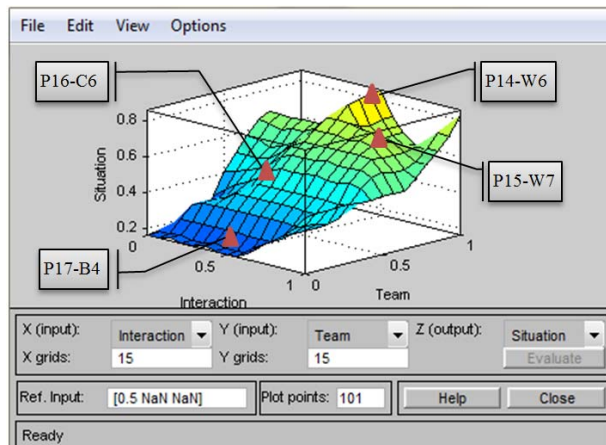 File Edit View Options
P16-C6
P14-W6
P15-W7
P17-B4
Situation
0.8
0.6
0.4
0.2
0
0.5
1
Interaction
0
0.5
1
Team
X (input): Interaction Y (input): Team Z (output): Situation
X grids: 15 Y grids: 15 Evaluate
Ref. Input: [0.5 NaN NaN] Plot points: 101 Help Close
Ready